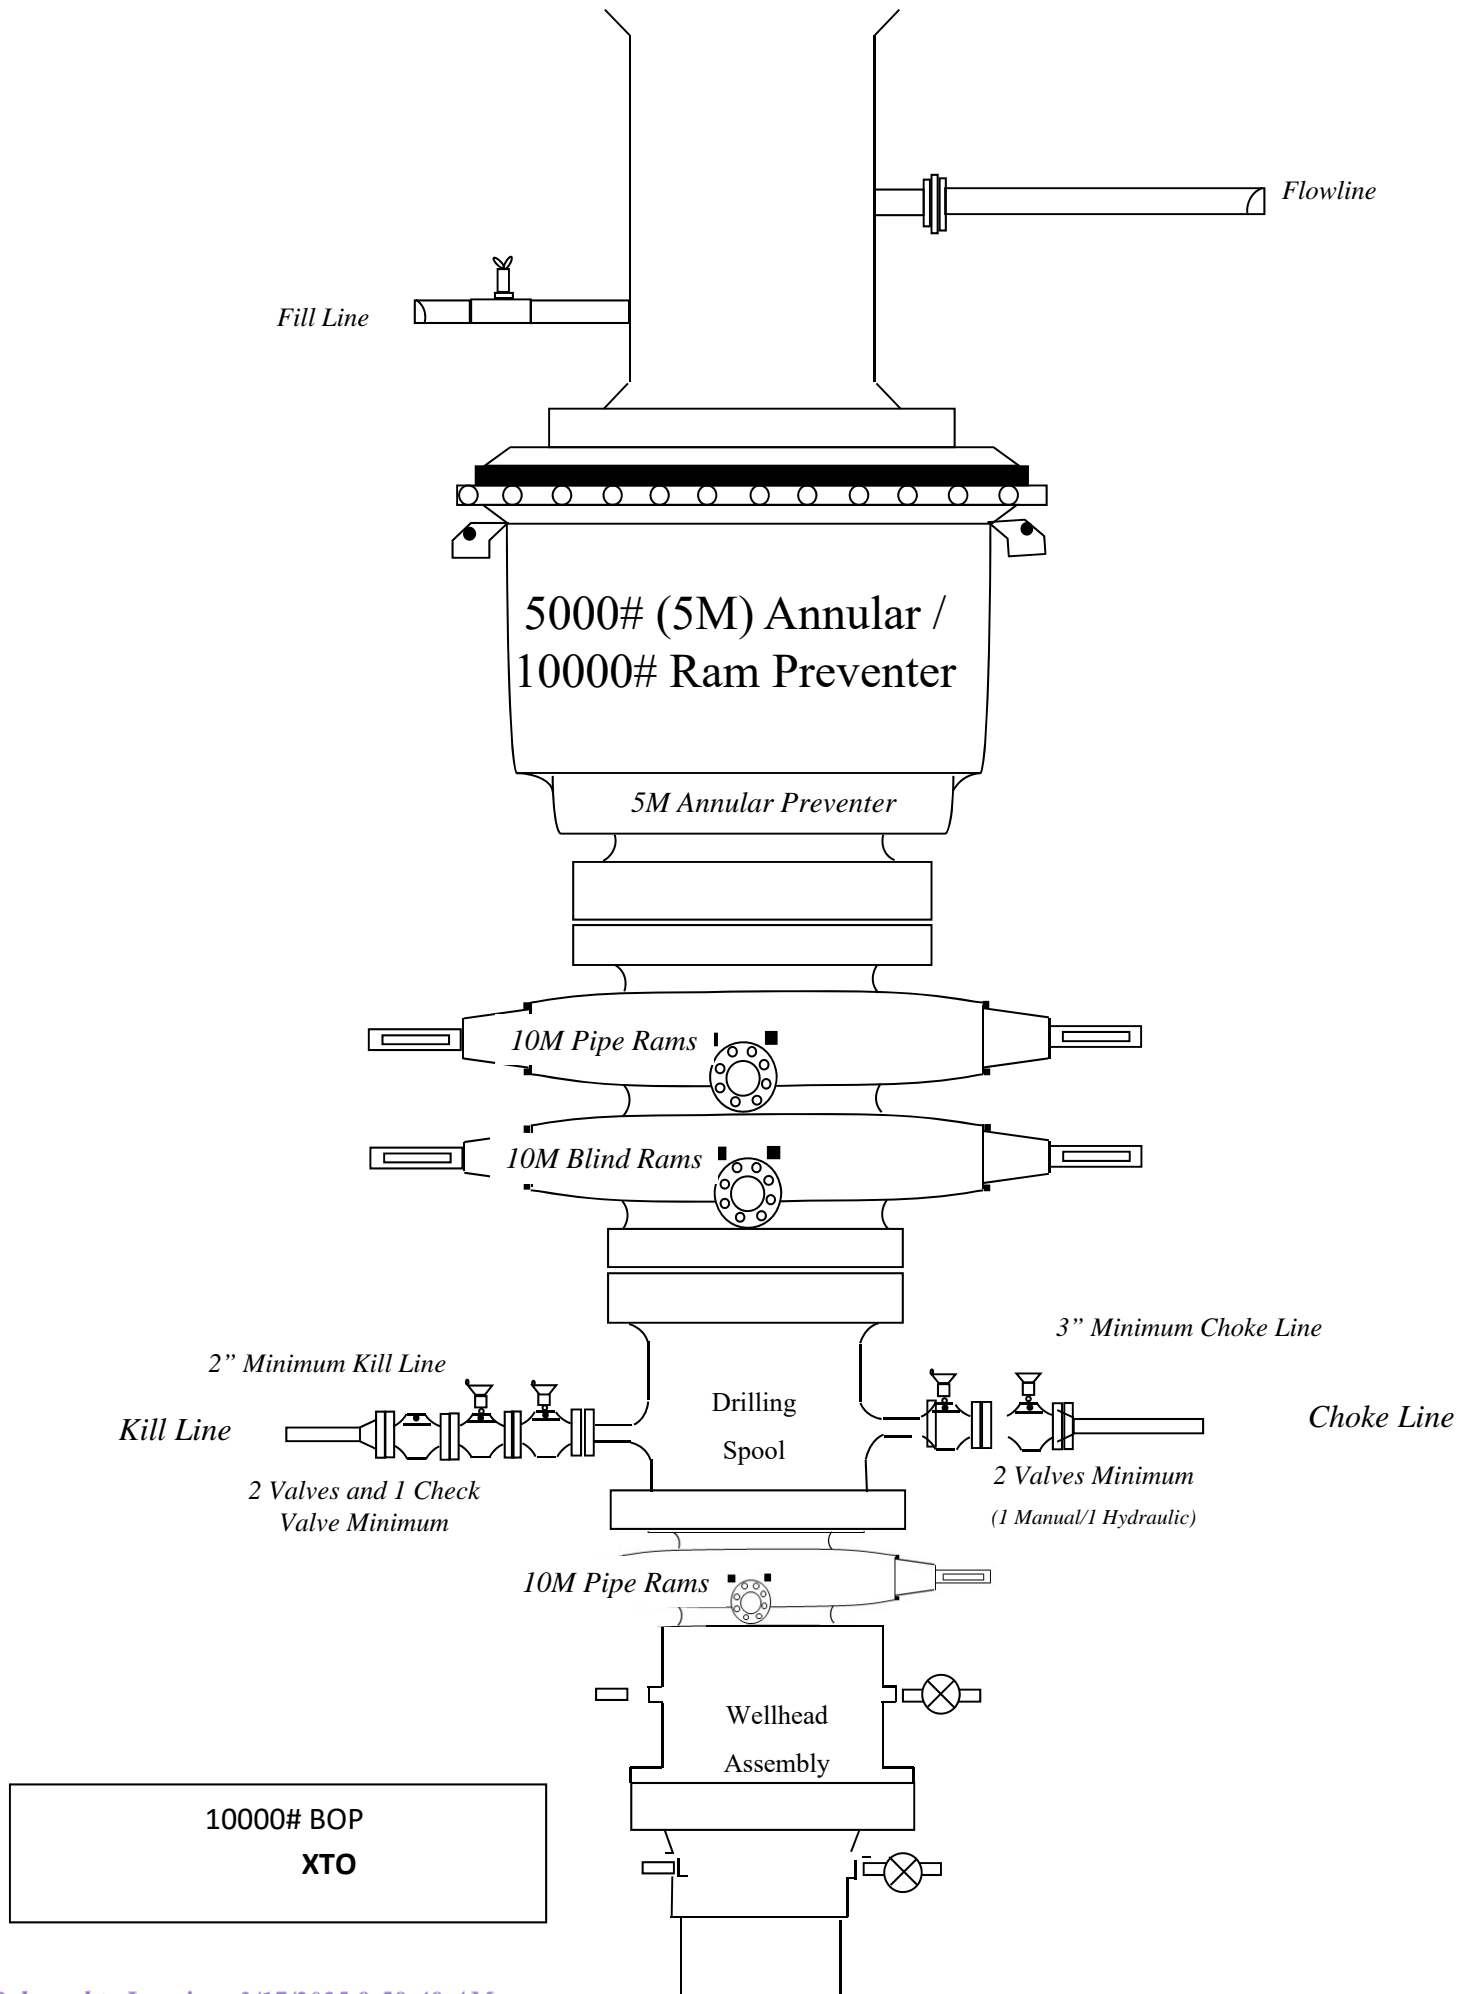 Flowline
Fill Line
5000# (5M) Annular /
10000# Ram Preventer
5M Annular Preventer
10M Pipe Rams
10M Blind Rams
3” Minimum Choke Line
2” Minimum Kill Line
Drilling
Spool
Kill Line
Choke Line
2 Valves and 1 Check
Valve Minimum
2 Valves Minimum
(1 Manual/1 Hydraulic)
10M Pipe Rams
Wellhead
Assembly
10000# BOP
XTO